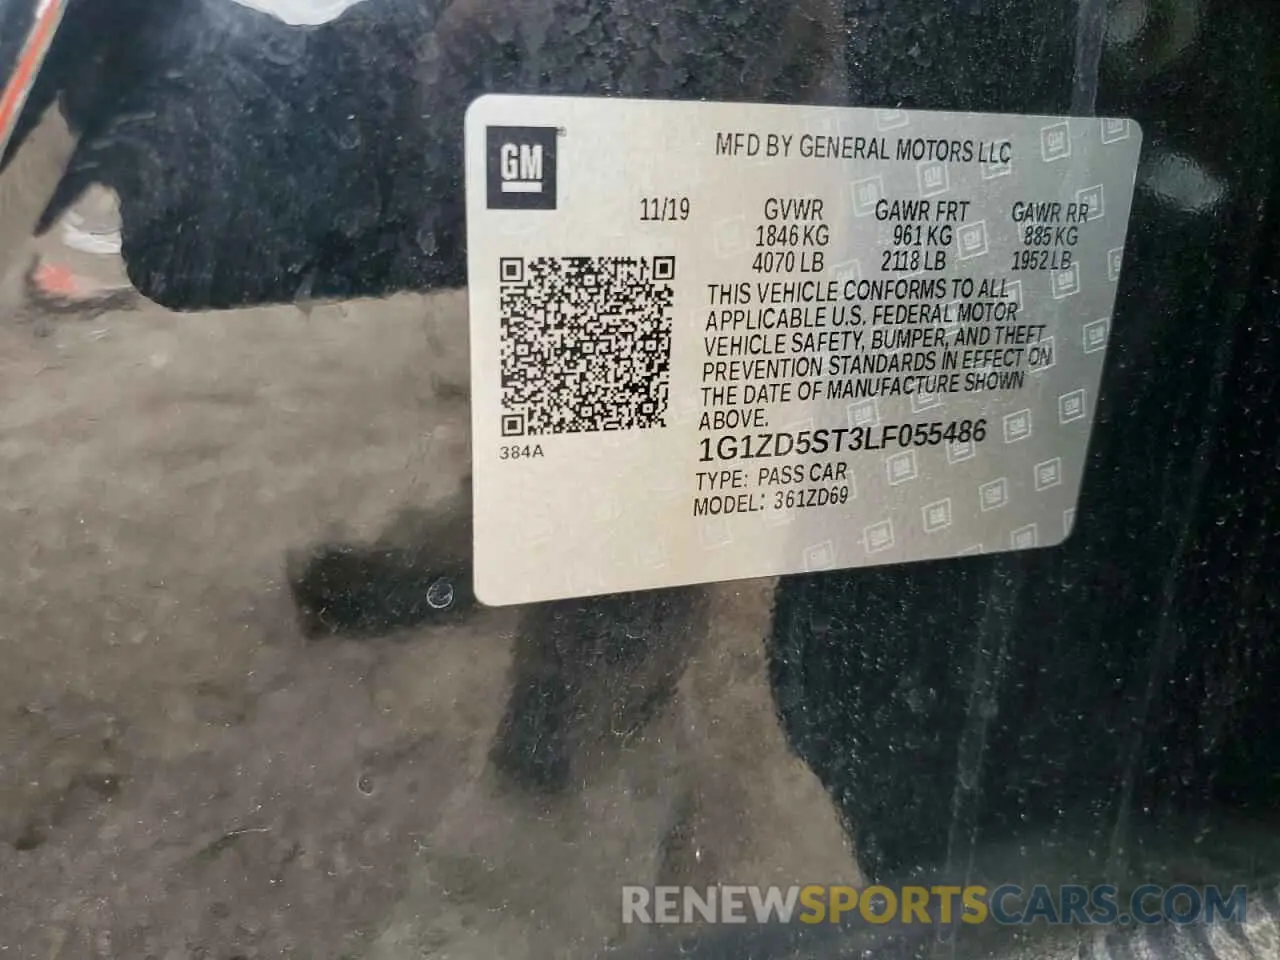 GM
MFD BY GENERAL MOTORS LLC
11/19 GVWR GAWR FRT GAWR RR
1846 KG 961 KG 885 KG
4070 LB 2118 LB 1952 LB
THIS VEHICLE CONFORMS TO ALL
APPLICABLE U.S. FEDERAL MOTOR
VEHICLE SAFETY, BUMPER, AND THEFT
PREVENTION STANDARDS IN EFFECT ON
THE DATE OF MANUFACTURE SHOWN
ABOVE.
384A
1G1ZD5ST3LF055486
TYPE: PASS CAR
MODEL: 361ZD69
RENEWSPORTSCARS.COM